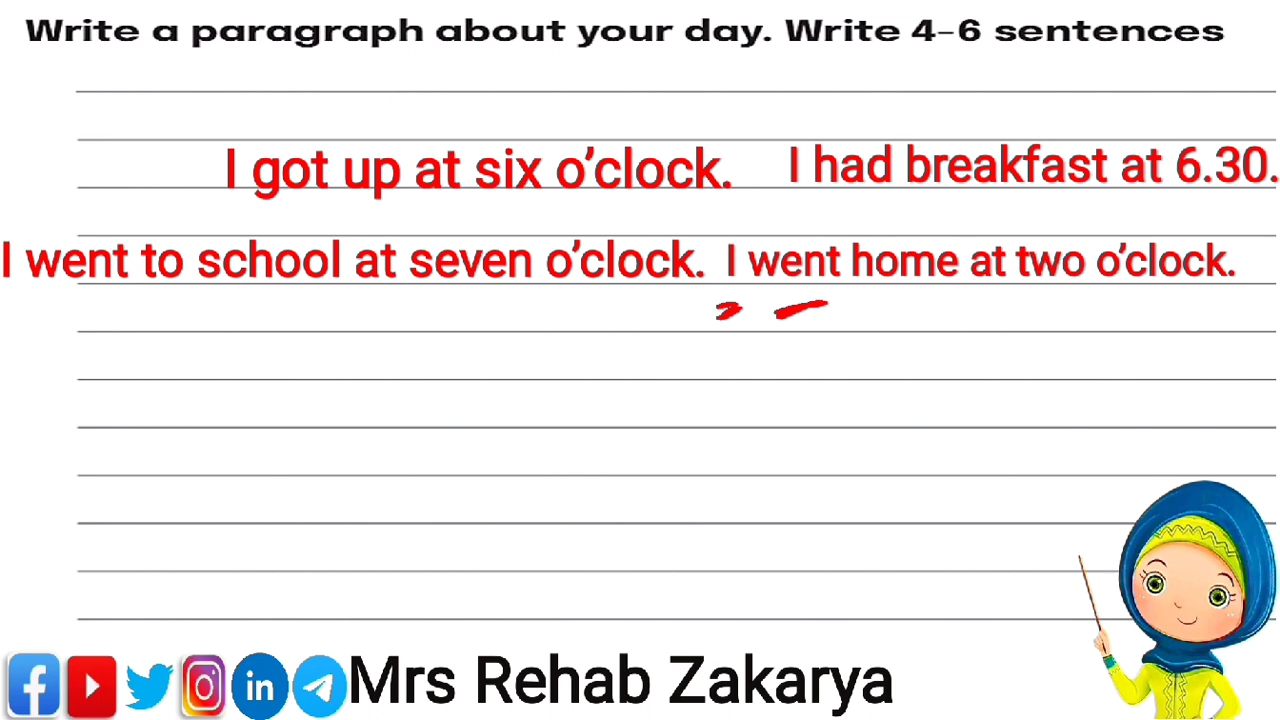 Write a paragraph about your day. Write 4-6 sentences
I got up at six o’clock. I had breakfast at 6.30.
I went to school at seven o’clock. I went home at two o’clock.
Mrs Rehab Zakarya